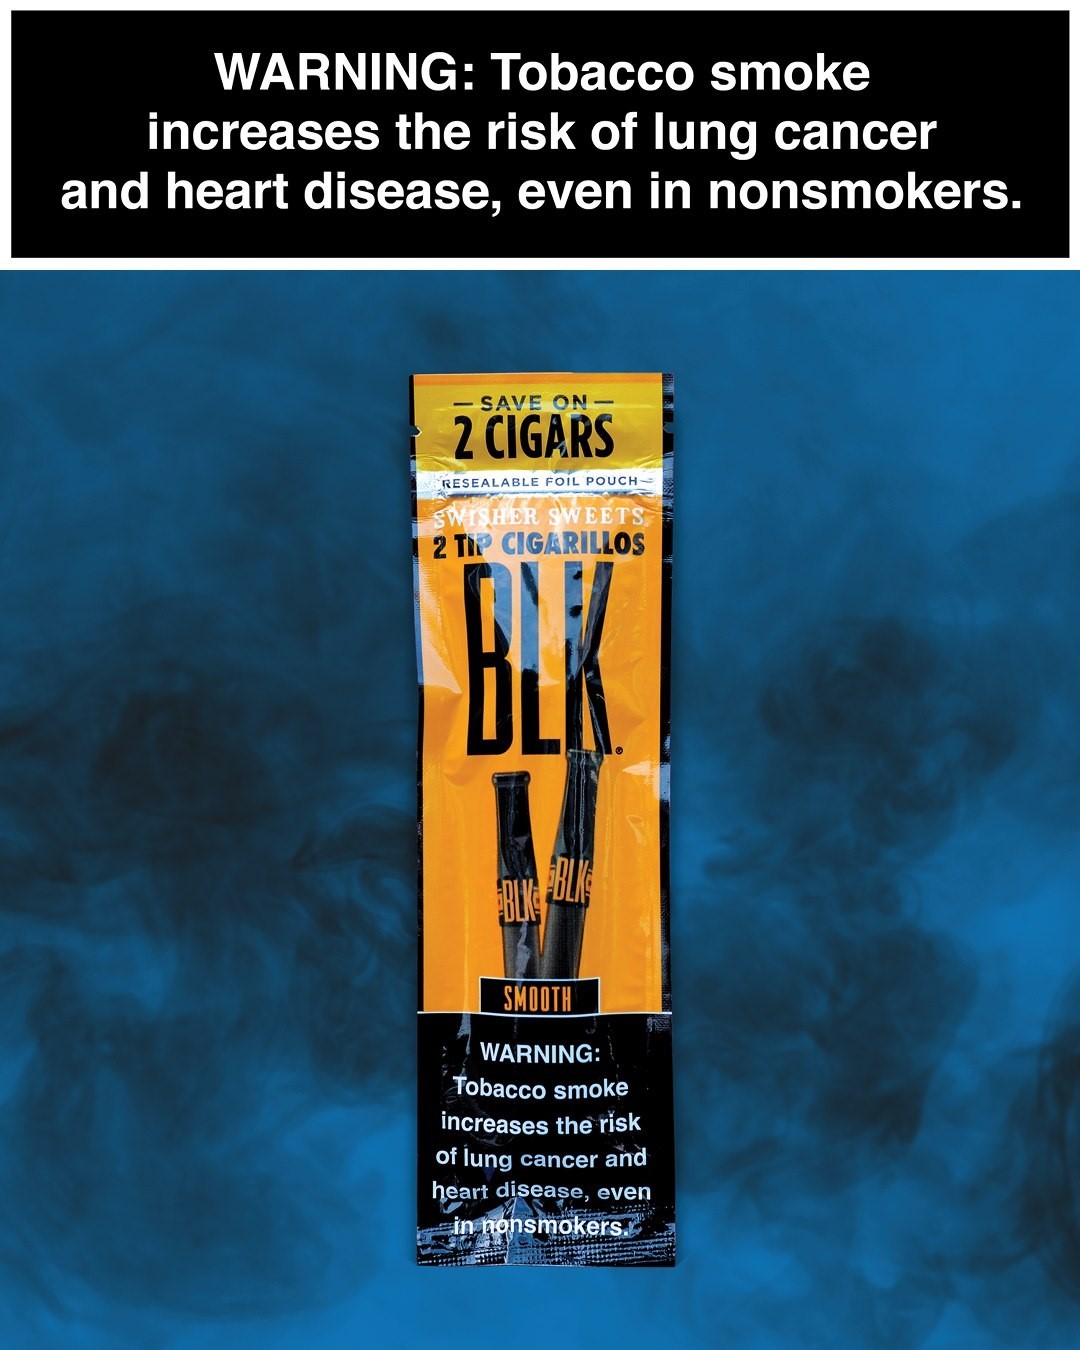 WARNING: Tobacco smoke
increases the risk of lung cancer
and heart disease, even in nonsmokers.
— SAVE ON —
2 CIGARS
RESEALABLE FOIL POUCH
SWISHER SWEETS
2 TIP CIGARILLOS
BLK®
BLK
BLK
SMOOTH
WARNING:
Tobacco smoke
increases the risk
of lung cancer and
heart disease, even
in nonsmokers.